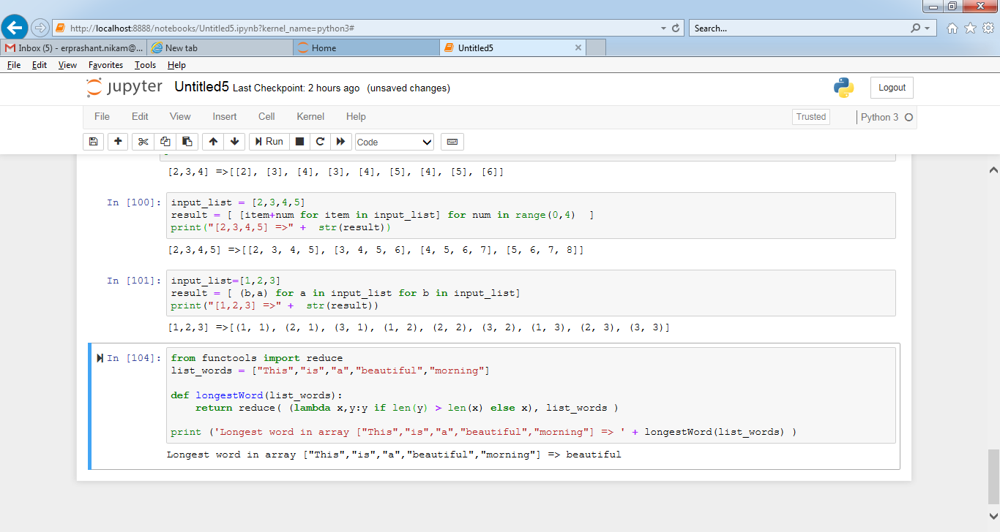 http://localhost:8888/notebooks/Untitled5.ipynb?kernel_name=python3#
Search...
Inbox (5) - erprashant.nikam@...
New tab
Home
Untitled5
File Edit View Favorites Tools Help
jupyter Untitled5 Last Checkpoint: 2 hours ago (unsaved changes)
Logout
File Edit View Insert Cell Kernel Help
Trusted
Python 3
Run
Code
[2,3,4] =>[[2], [3], [4], [3], [4], [5], [4], [5], [6]]
In [100]:
input_list = [2,3,4,5]
result = [ [item+num for item in input_list] for num in range(0,4)  ]
print("[2,3,4,5] =>" +  str(result))
[2,3,4,5] =>[[2, 3, 4, 5], [3, 4, 5, 6], [4, 5, 6, 7], [5, 6, 7, 8]]
In [101]:
input_list=[1,2,3]
result = [ (b,a) for a in input_list for b in input_list]
print("[1,2,3] =>" +  str(result))
[1,2,3] =>[(1, 1), (2, 1), (3, 1), (1, 2), (2, 2), (3, 2), (1, 3), (2, 3), (3, 3)]
In [104]:
from functools import reduce
list_words = ["This","is","a","beautiful","morning"]
def longestWord(list_words):
    return reduce( (lambda x,y:y if len(y) > len(x) else x), list_words )
print ('Longest word in array ["This","is","a","beautiful","morning"] => ' + longestWord(list_words) )
Longest word in array ["This","is","a","beautiful","morning"] => beautiful